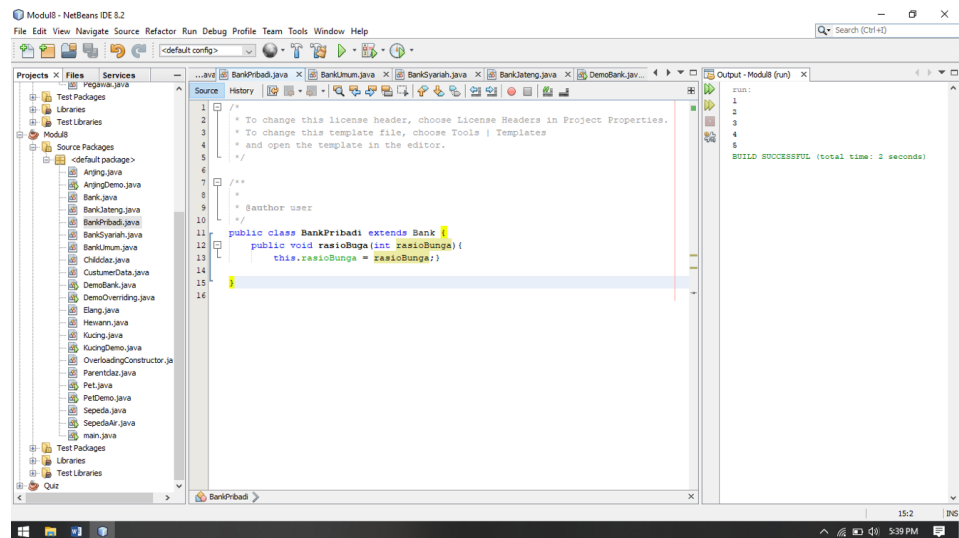 Modul8 - NetBeans IDE 8.2
File Edit View Navigate Source Refactor Run Debug Profile Team Tools Window Help
Search (Ctrl+I)
<default config>
Projects Files Services
Pegawai.java
Test Packages
Libraries
Test Libraries
Modul8
Source Packages
<default package>
Anjing.java
AnjingDemo.java
Bank.java
BankJateng.java
BankPribadi.java
BankSyariah.java
BankUmum.java
Childclaz.java
CustumerData.java
DemoBank.java
DemoOverriding.java
Elang.java
Hewann.java
Kucing.java
KucingDemo.java
OverloadingConstructor.ja
Parentclaz.java
Pet.java
PetDemo.java
Sepeda.java
SepedaAir.java
main.java
Test Packages
Libraries
Test Libraries
Quiz
...ava BankPribadi.java BankUmum.java BankSyariah.java BankJateng.java DemoBank.jav...
Source History
1 /*
2 * To change this license header, choose License Headers in Project Properties.
3 * To change this template file, choose Tools | Templates
4 * and open the template in the editor.
5 */
6
7 /**
8 *
9 * @author user
10 */
11 public class BankPribadi extends Bank {
12 public void rasioBuga(int rasioBunga){
13 this.rasioBunga = rasioBunga;}
14
15 }
16
BankPribadi
Output - Modul8 (run)
run:
1
2
3
4
5
BUILD SUCCESSFUL (total time: 2 seconds)
15:2 INS
5:39 PM